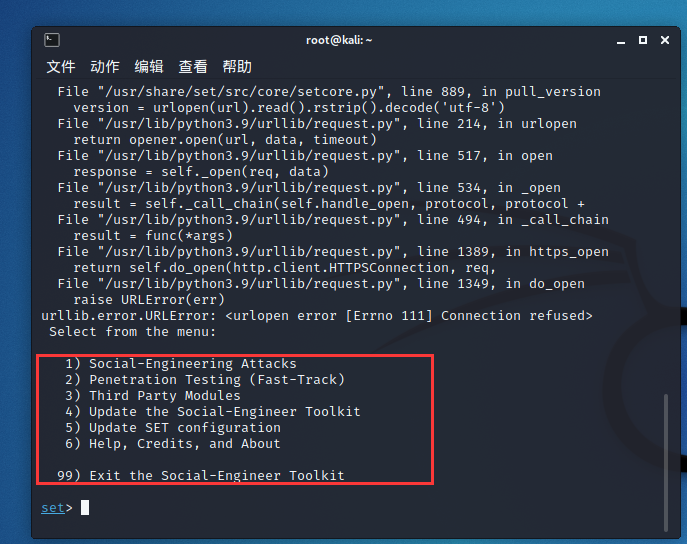 root@kali: ~
文件 动作 编辑 查看 帮助
File "/usr/share/set/src/core/setcore.py", line 889, in pull_version
version = urlopen(url).read().rstrip().decode('utf-8')
File "/usr/lib/python3.9/urllib/request.py", line 214, in urlopen
return opener.open(url, data, timeout)
File "/usr/lib/python3.9/urllib/request.py", line 517, in open
response = self._open(req, data)
File "/usr/lib/python3.9/urllib/request.py", line 534, in _open
result = self._call_chain(self.handle_open, protocol, protocol +
File "/usr/lib/python3.9/urllib/request.py", line 494, in _call_chain
result = func(*args)
File "/usr/lib/python3.9/urllib/request.py", line 1389, in https_open
return self.do_open(http.client.HTTPSConnection, req,
File "/usr/lib/python3.9/urllib/request.py", line 1349, in do_open
raise URLError(err)
urllib.error.URLError: <urlopen error [Errno 111] Connection refused>
Select from the menu:
1) Social-Engineering Attacks
2) Penetration Testing (Fast-Track)
3) Third Party Modules
4) Update the Social-Engineer Toolkit
5) Update SET configuration
6) Help, Credits, and About
99) Exit the Social-Engineer Toolkit
set>